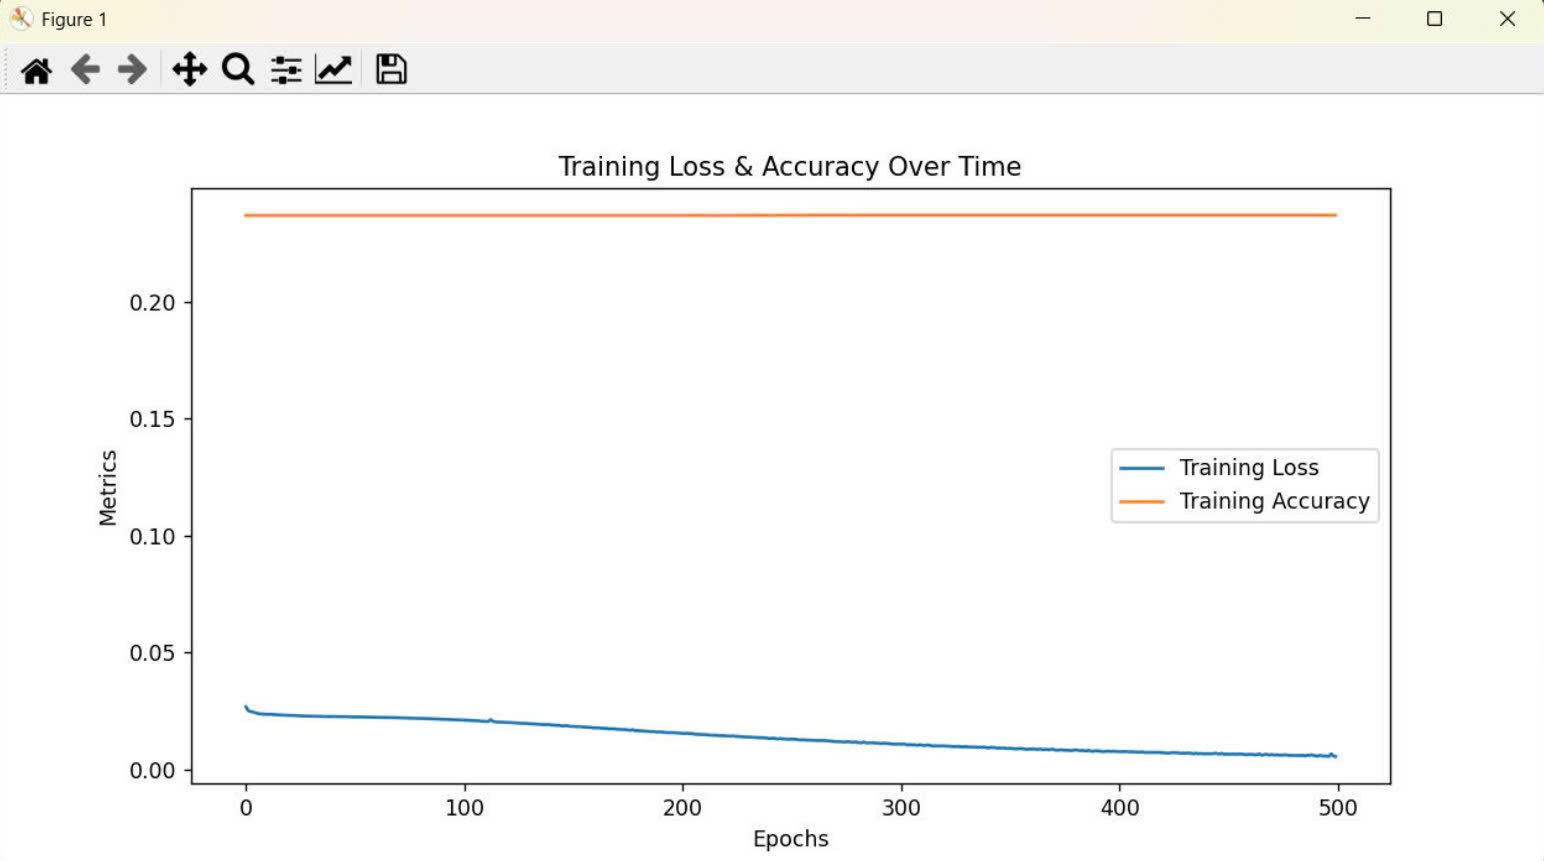 Figure 1
Training Loss & Accuracy Over Time
0.20
0.15
0.10
0.05
0.00
Metrics
Training Loss
Training Accuracy
0 100 200 300 400 500
Epochs